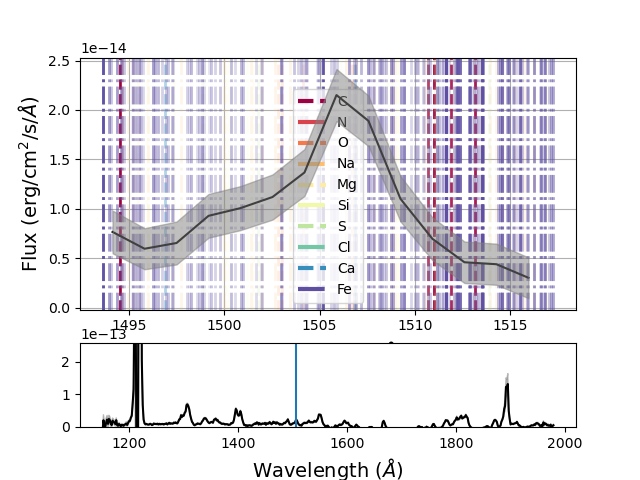 1e−14
2.5
2.0
1.5
1.0
0.5
0.0
Flux (erg/cm²/s/Å)
C
N
O
Na
Mg
Si
S
Cl
Ca
Fe
1495 1500 1505 1510 1515
1e−13
2
1
0
1200 1400 1600 1800 2000
Wavelength (Å)